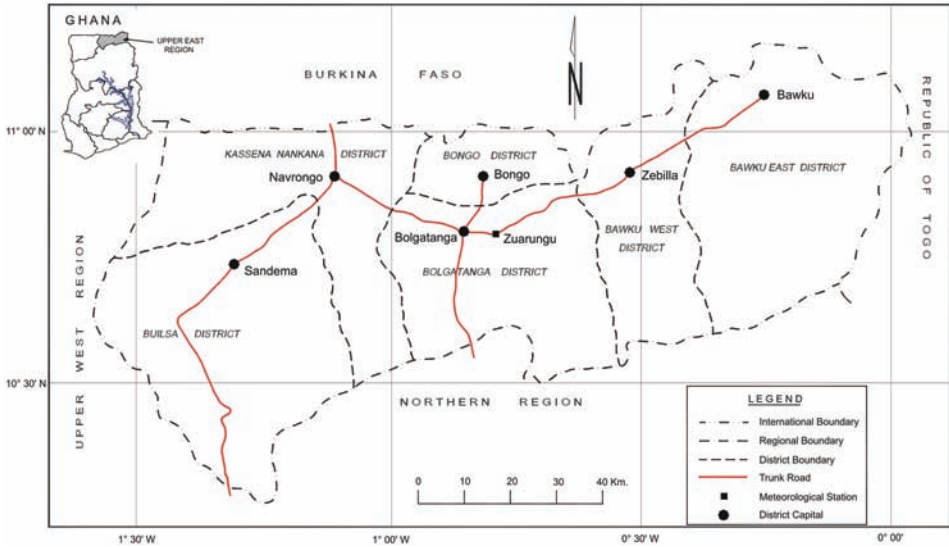 GHANA
UPPER EAST
REGION
BURKINA FASO
N
REPUBLIC OF TOGO
UPPER WEST REGION
NORTHERN REGION
11° 00' N
10° 30' N
KASSENA NANKANA DISTRICT
BONGO DISTRICT
BAWKU EAST DISTRICT
BAWKU WEST
DISTRICT
BOLGATANGA DISTRICT
BUILSA DISTRICT
Bawku
Navrongo
Bongo
Zebilla
Bolgatanga
Zuarungu
Sandema
0 10 20 30 40 Km.
LEGEND
International Boundary
Regional Boundary
District Boundary
Trunk Road
Meteorological Station
District Capital
1° 30' W
1° 00' W
0° 30' W
0° 00'